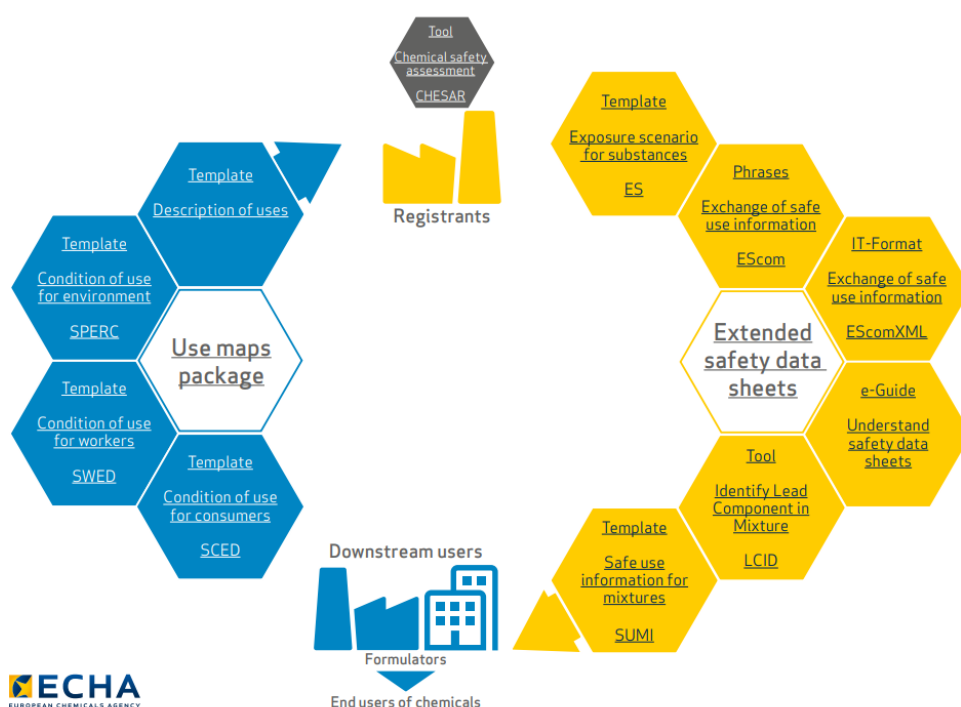 Tool
Chemical safety
assessment
CHESAR
Registrants
Template
Description of uses
Template
Condition of use
for environment
SPERC
Use maps
package
Template
Condition of use
for workers
SWED
Template
Condition of use
for consumers
SCED
Template
Exposure scenario
for substances
ES
Phrases
Exchange of safe
use information
EScom
IT-Format
Exchange of safe
use information
EScomXML
Extended
safety data
sheets
e-Guide
Understand
safety data
sheets
Tool
Identify Lead
Component in
Mixture
LCID
Template
Safe use
information for
mixtures
SUMI
Downstream users
Formulators
End users of chemicals
ECHA
EUROPEAN CHEMICALS AGENCY